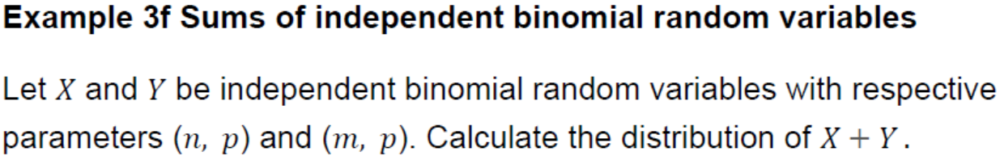 Example 3f Sums of independent binomial random variables
Let X and Y be independent binomial random variables with respective
parameters (n, p) and (m, p). Calculate the distribution of X + Y.